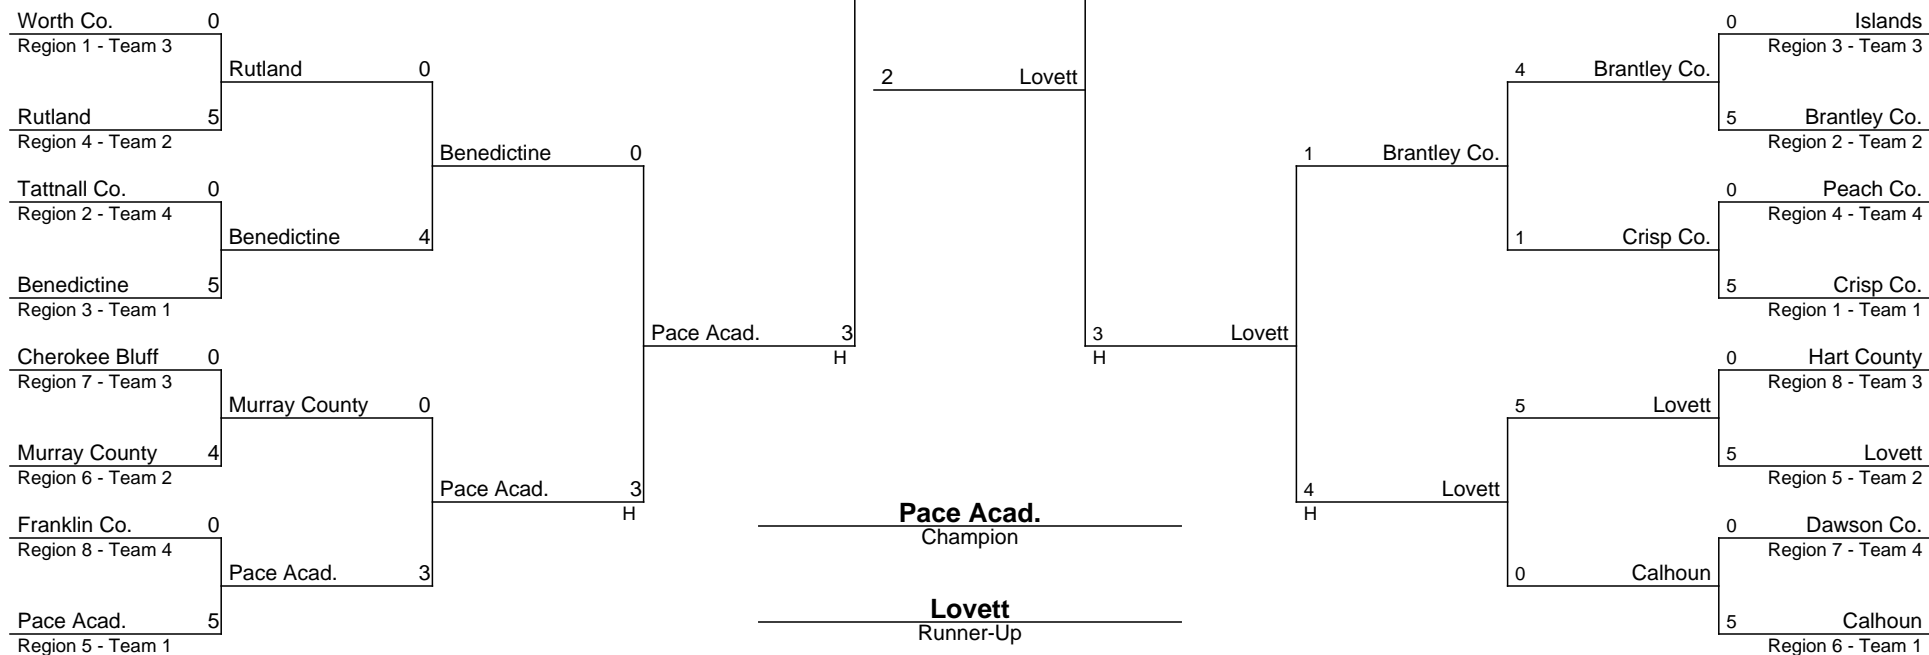 Worth Co. 0
Region 1 - Team 3
Rutland 0
Rutland 5
Region 4 - Team 2
Benedictine 0
Tattnall Co. 0
Region 2 - Team 4
Benedictine 4
Benedictine 5
Region 3 - Team 1
Pace Acad. 3
H
Cherokee Bluff 0
Region 7 - Team 3
Murray County 0
Murray County 4
Region 6 - Team 2
Pace Acad. 3
H
Franklin Co. 0
Region 8 - Team 4
Pace Acad. 3
Pace Acad. 5
Region 5 - Team 1
2 Lovett
Pace Acad.
Champion
Lovett
Runner-Up
0 Islands
Region 3 - Team 3
4 Brantley Co.
5 Brantley Co.
Region 2 - Team 2
1 Brantley Co.
0 Peach Co.
Region 4 - Team 4
1 Crisp Co.
5 Crisp Co.
Region 1 - Team 1
3 Lovett
H
0 Hart County
Region 8 - Team 3
5 Lovett
5 Lovett
Region 5 - Team 2
4 Lovett
H
0 Dawson Co.
Region 7 - Team 4
0 Calhoun
5 Calhoun
Region 6 - Team 1